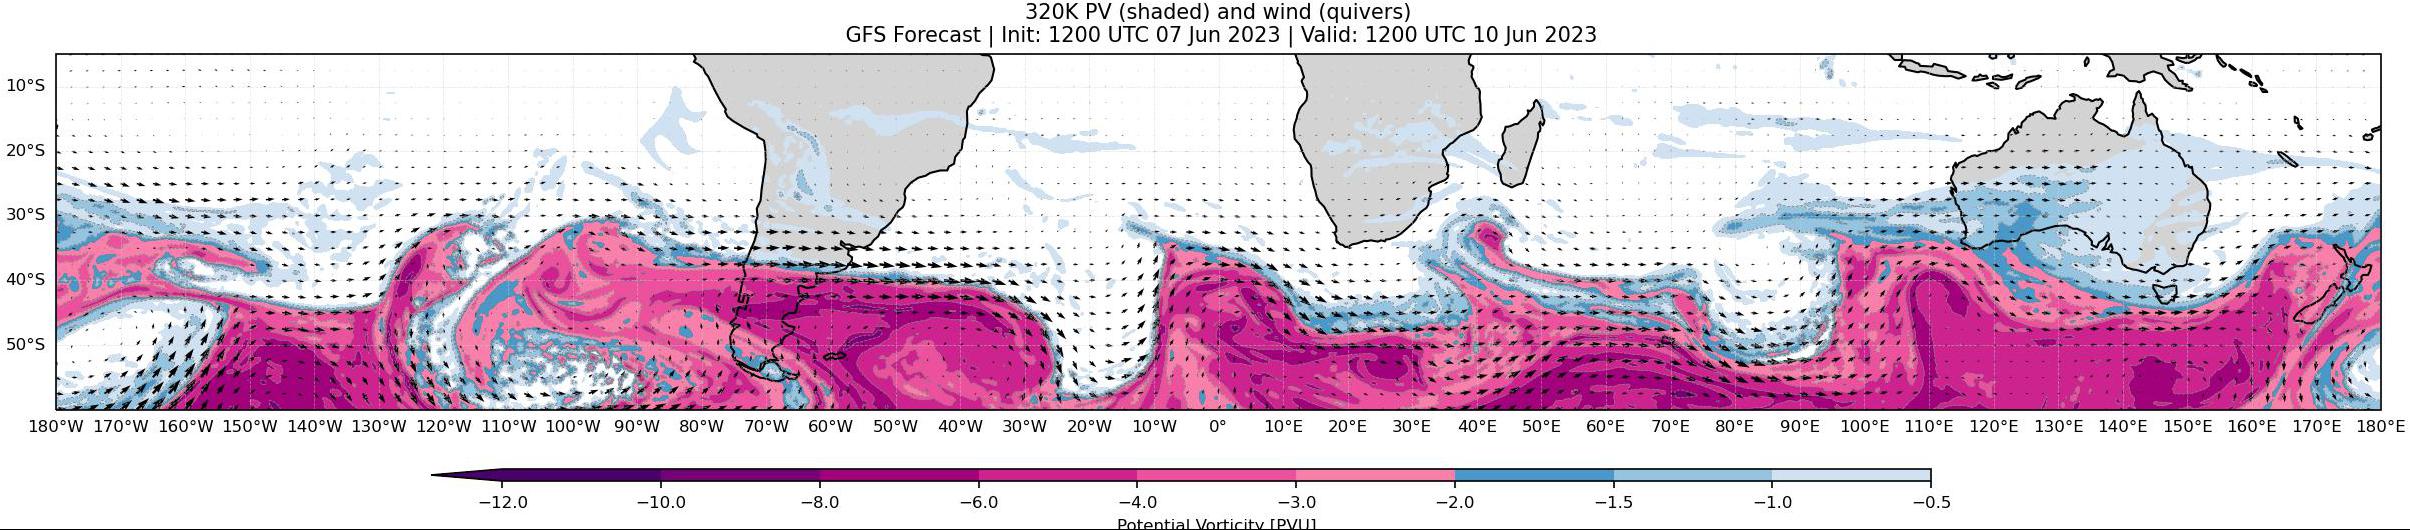 320K PV (shaded) and wind (quivers)
GFS Forecast | Init: 1200 UTC 07 Jun 2023 | Valid: 1200 UTC 10 Jun 2023
10°S
20°S
30°S
40°S
50°S
180°W 170°W 160°W 150°W 140°W 130°W 120°W 110°W 100°W 90°W 80°W 70°W 60°W 50°W 40°W 30°W 20°W 10°W 0° 10°E 20°E 30°E 40°E 50°E 60°E 70°E 80°E 90°E 100°E 110°E 120°E 130°E 140°E 150°E 160°E 170°E 180°E
−12.0 −10.0 −8.0 −6.0 −4.0 −3.0 −2.0 −1.5 −1.0 −0.5
Potential Vorticity [PVU]